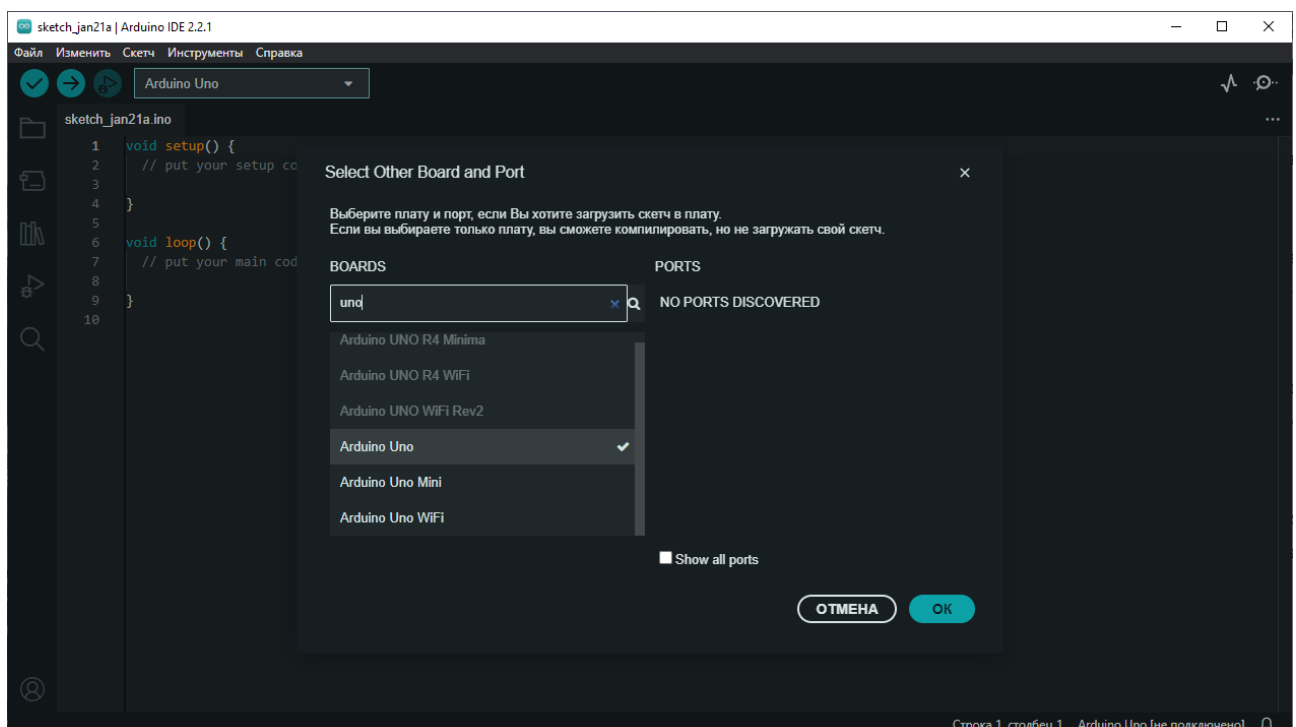 sketch_jan21a | Arduino IDE 2.2.1
Файл Изменить Скетч Инструменты Справка
Arduino Uno
sketch_jan21a.ino
1 void setup() {
2 // put your setup co
3
4 }
5
6 void loop() {
7 // put your main cod
8
9 }
10
Select Other Board and Port
Выберите плату и порт, если Вы хотите загрузить скетч в плату.
Если вы выбираете только плату, вы сможете компилировать, но не загружать свой скетч.
BOARDS
uno
Arduino UNO R4 Minima
Arduino UNO R4 WiFi
Arduino UNO WiFi Rev2
Arduino Uno
Arduino Uno Mini
Arduino Uno WiFi
PORTS
NO PORTS DISCOVERED
Show all ports
ОТМЕНА OK
Строка 1, столбец 1 Arduino Uno [не подключено]